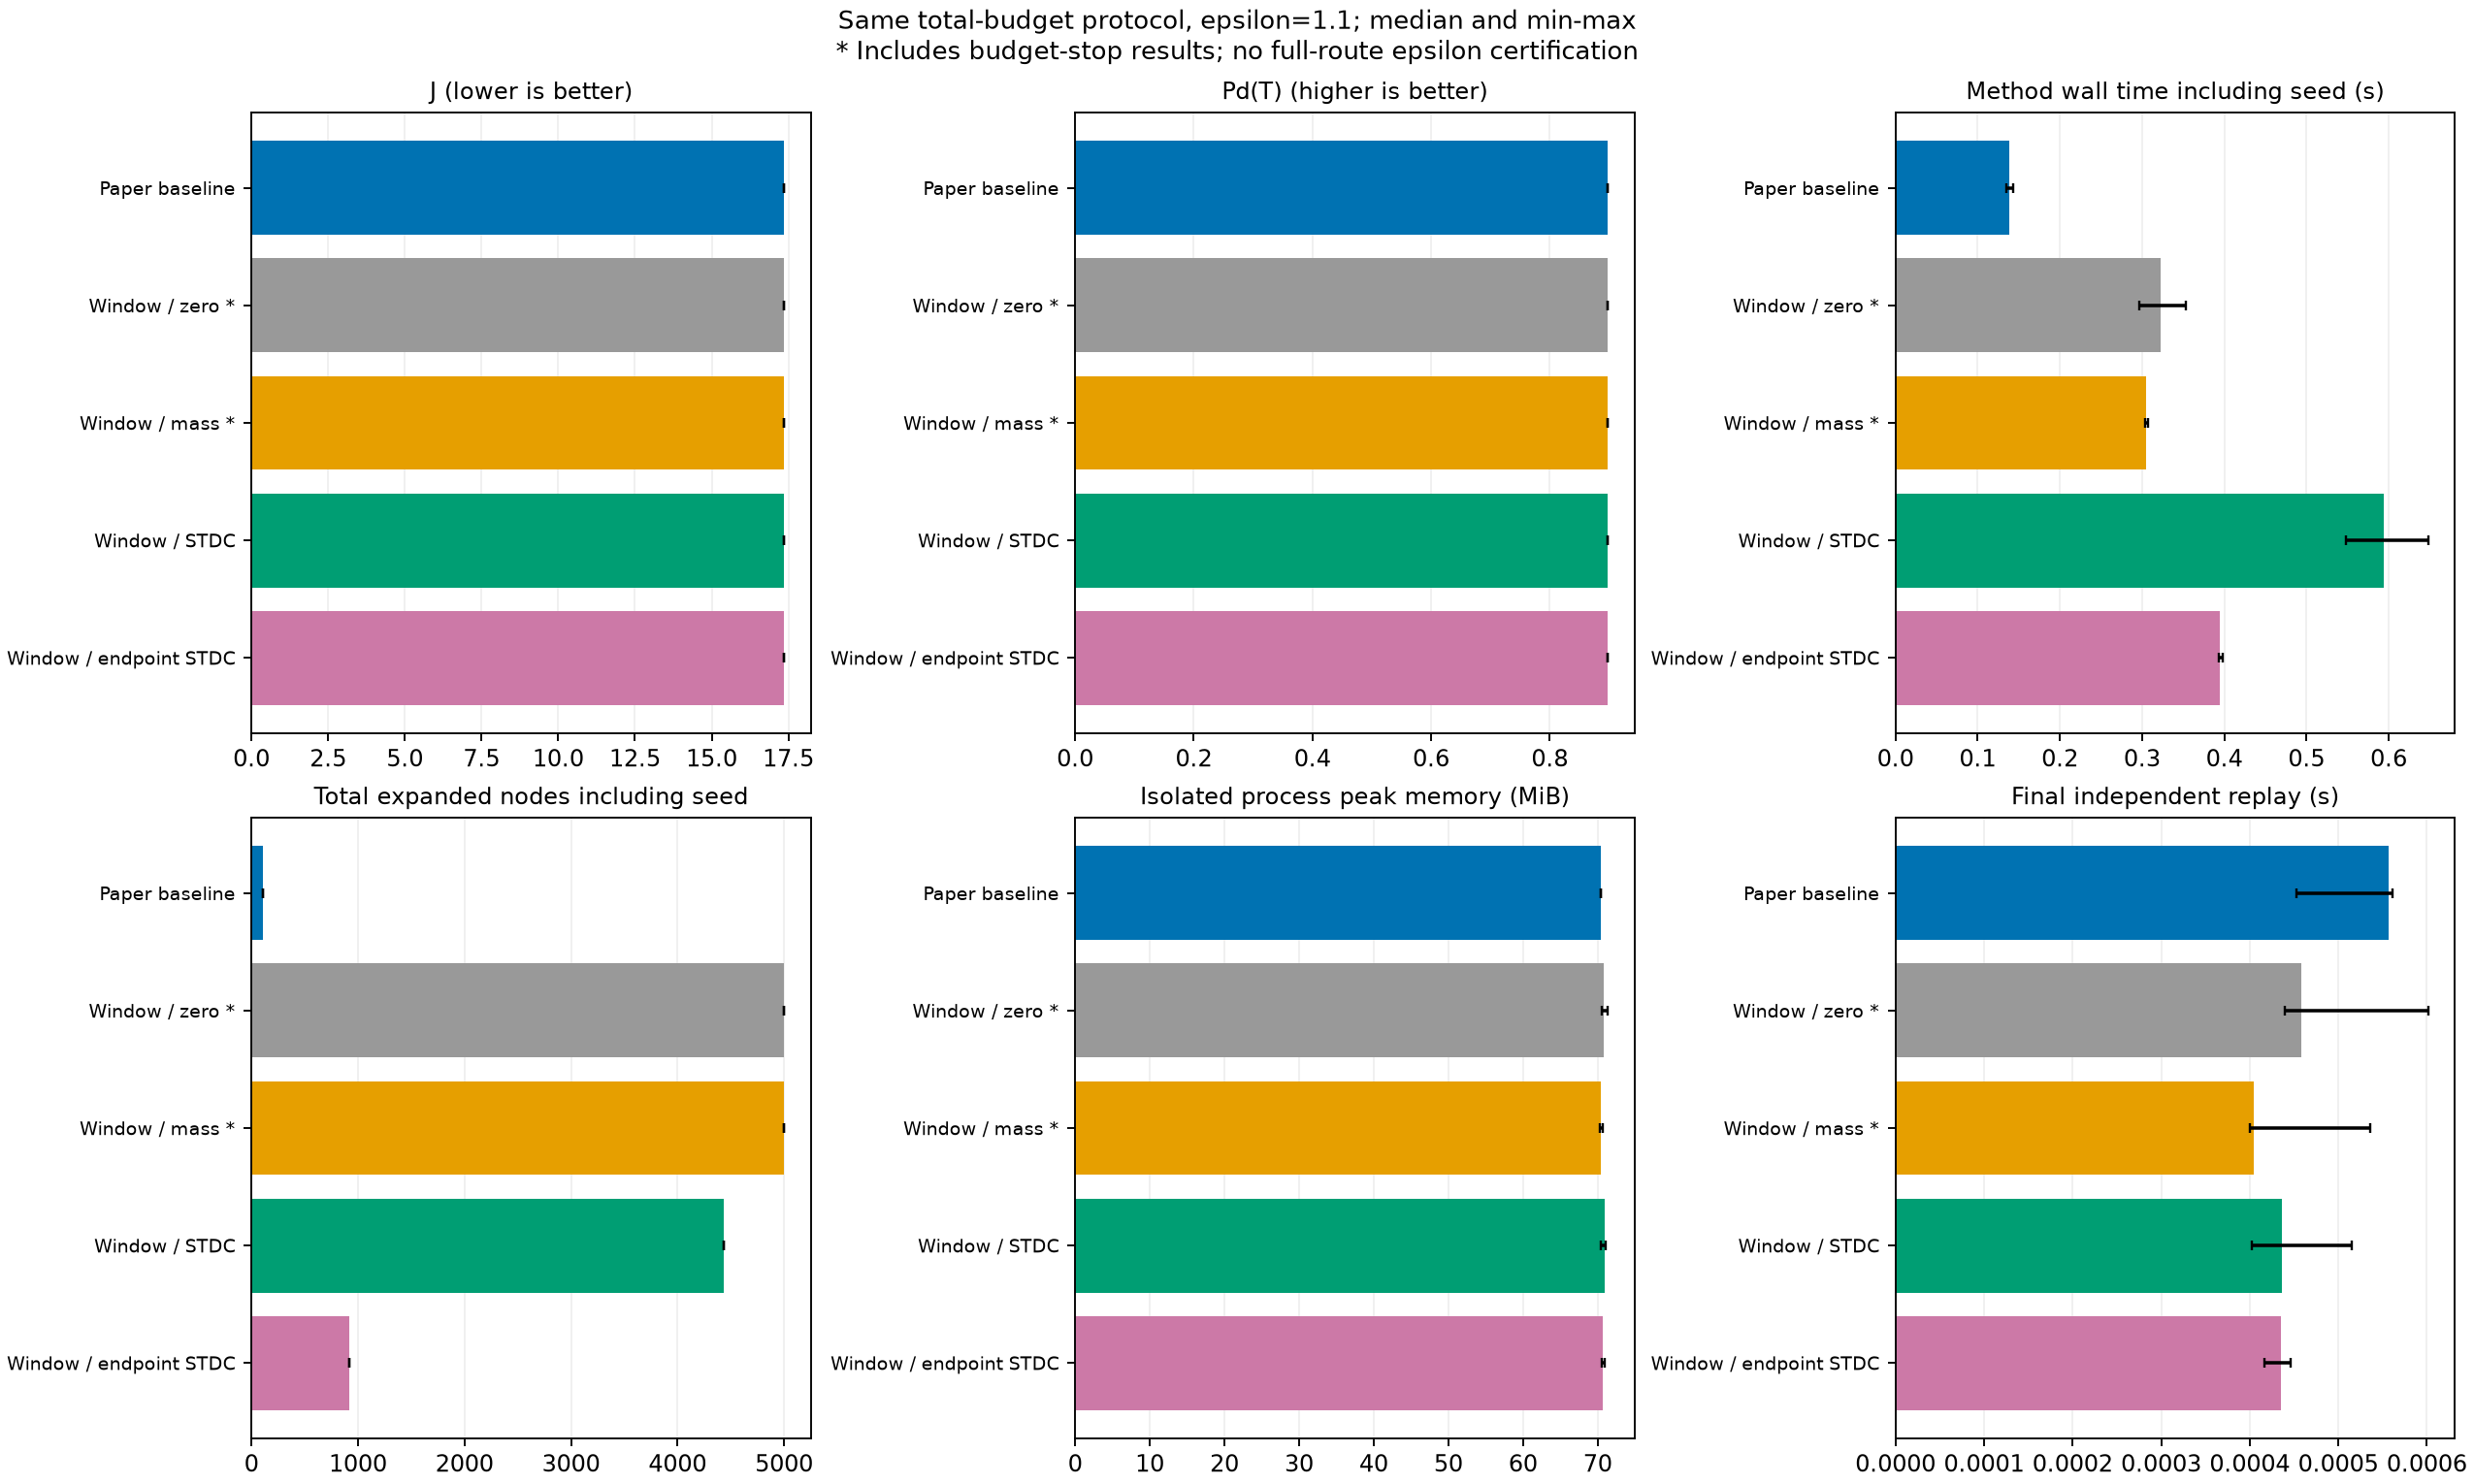 Same total-budget protocol, epsilon=1.1; median and min-max
* Includes budget-stop results; no full-route epsilon certification
J (lower is better)
Paper baseline
Window / zero *
Window / mass *
Window / STDC
Window / endpoint STDC
0.0 2.5 5.0 7.5 10.0 12.5 15.0 17.5
Pd(T) (higher is better)
Paper baseline
Window / zero *
Window / mass *
Window / STDC
Window / endpoint STDC
0.0 0.2 0.4 0.6 0.8
Method wall time including seed (s)
Paper baseline
Window / zero *
Window / mass *
Window / STDC
Window / endpoint STDC
0.0 0.1 0.2 0.3 0.4 0.5 0.6
Total expanded nodes including seed
Paper baseline
Window / zero *
Window / mass *
Window / STDC
Window / endpoint STDC
0 1000 2000 3000 4000 5000
Isolated process peak memory (MiB)
Paper baseline
Window / zero *
Window / mass *
Window / STDC
Window / endpoint STDC
0 10 20 30 40 50 60 70
Final independent replay (s)
Paper baseline
Window / zero *
Window / mass *
Window / STDC
Window / endpoint STDC
0.0000 0.0001 0.0002 0.0003 0.0004 0.0005 0.0006